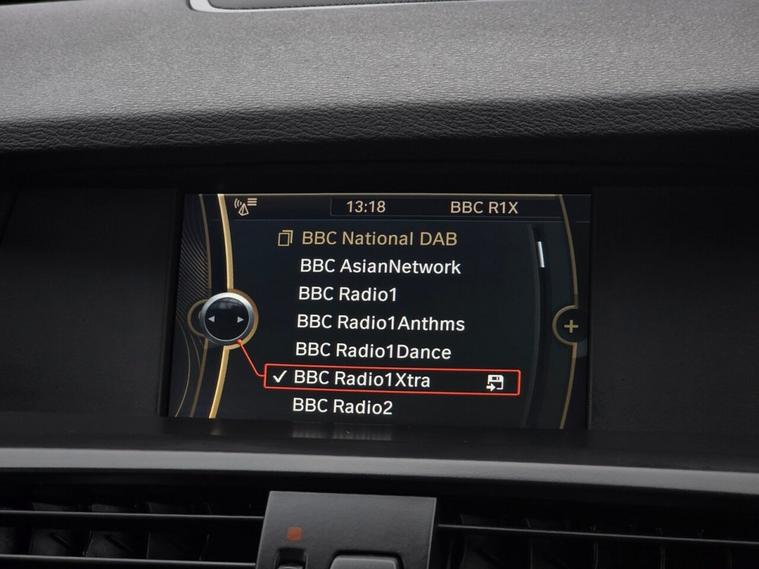 13:18 BBC R1X
BBC National DAB
BBC AsianNetwork
BBC Radio1
BBC Radio1Anthms
BBC Radio1Dance
BBC Radio1Xtra
BBC Radio2